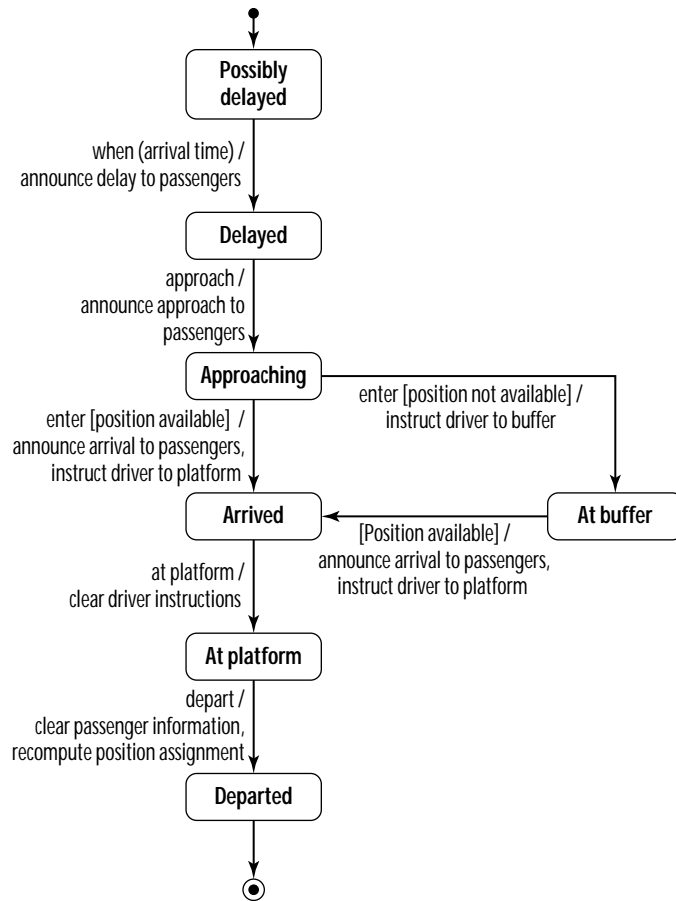 Possibly
delayed
when (arrival time) /
announce delay to passengers
Delayed
approach /
announce approach to
passengers
Approaching
enter [position not available] /
instruct driver to buffer
enter [position available] /
announce arrival to passengers,
instruct driver to platform
Arrived
At buffer
[Position available] /
announce arrival to passengers,
instruct driver to platform
at platform /
clear driver instructions
At platform
depart /
clear passenger information,
recompute position assignment
Departed